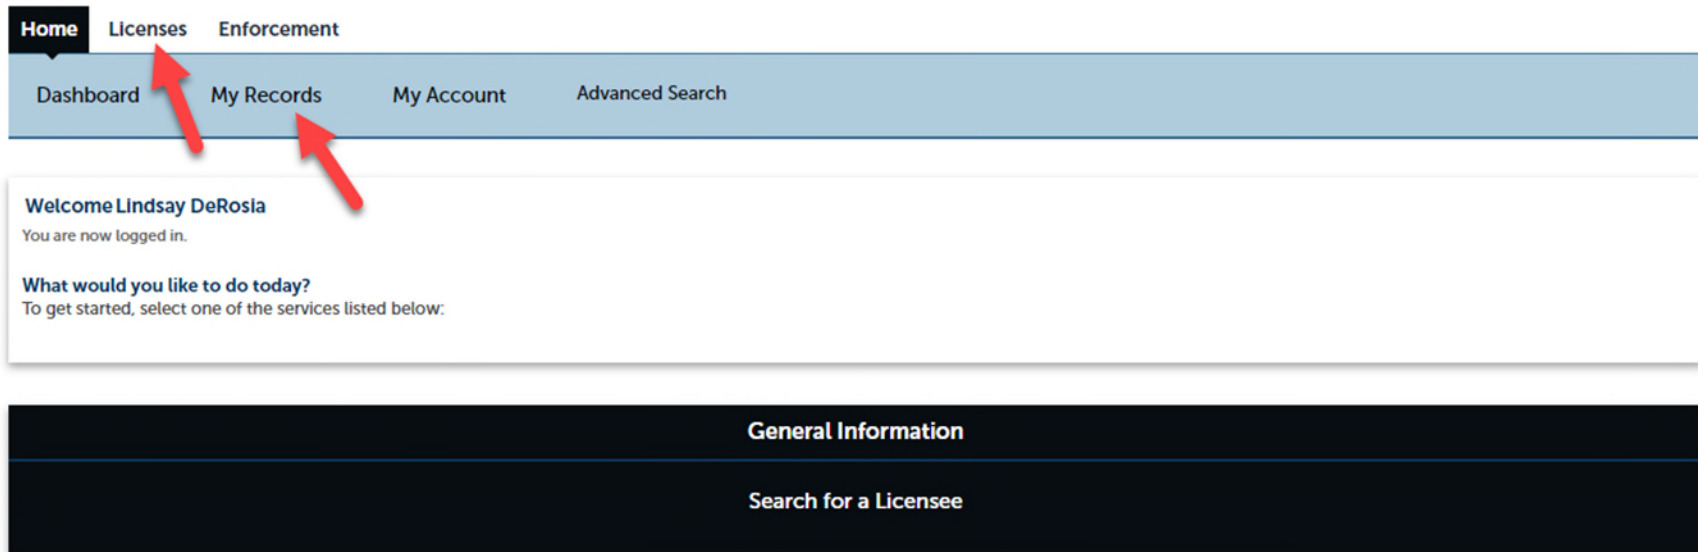 Home Licenses Enforcement
Dashboard My Records My Account Advanced Search
Welcome Lindsay DeRosia
You are now logged in.
What would you like to do today?
To get started, select one of the services listed below:
General Information
Search for a Licensee